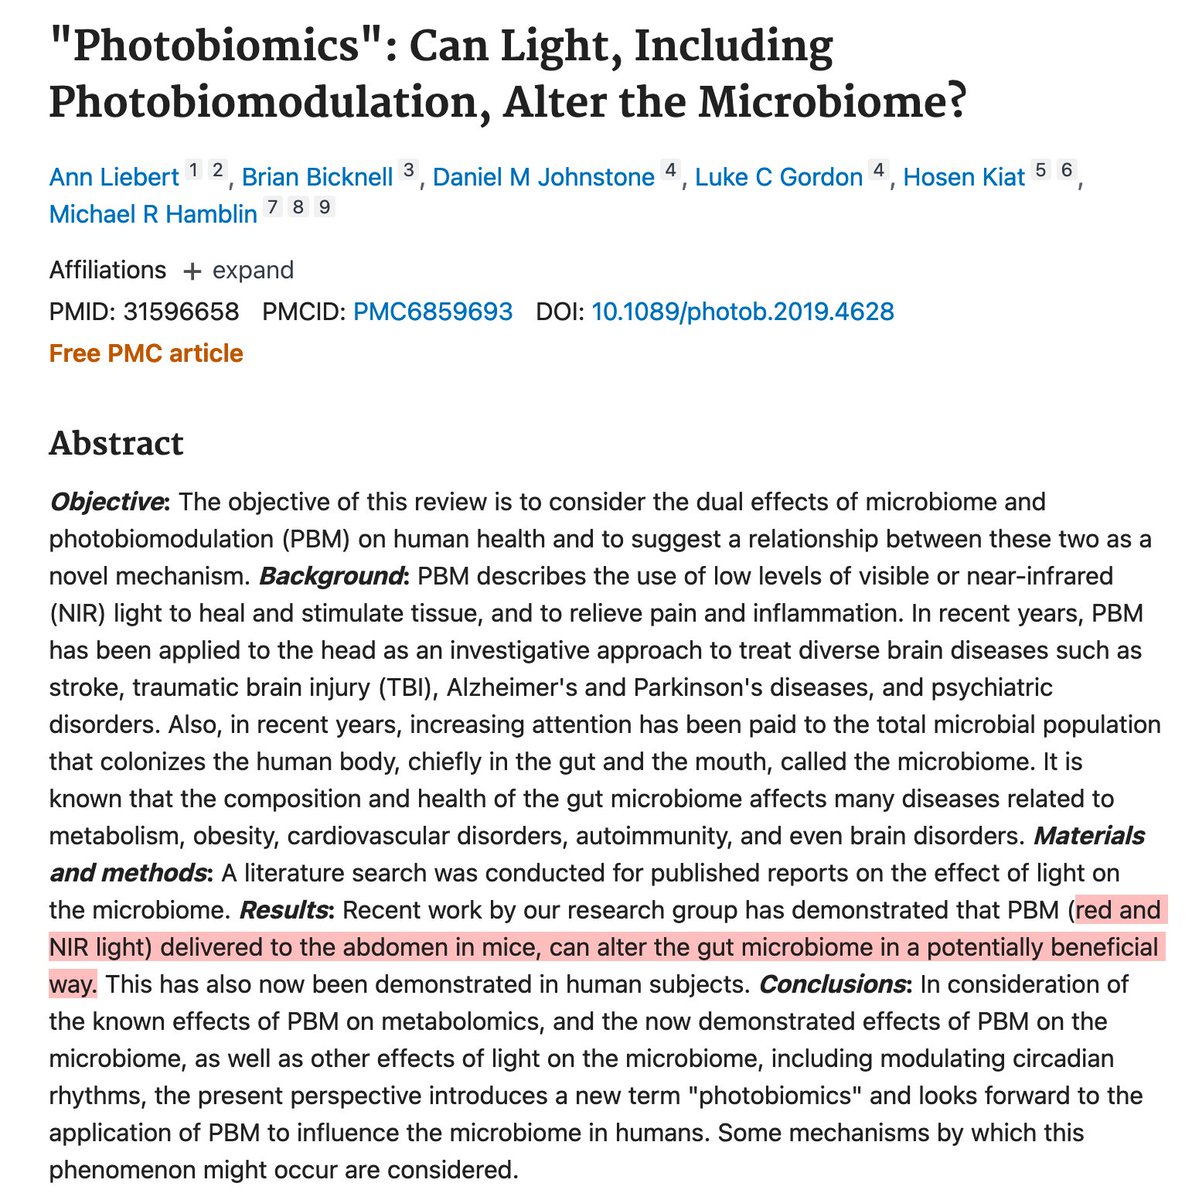 "Photobiomics": Can Light, Including
Photobiomodulation, Alter the Microbiome?
Ann Liebert 1 2, Brian Bicknell 3, Daniel M Johnstone 4, Luke C Gordon 4, Hosen Kiat 5 6,
Michael R Hamblin 7 8 9
Affiliations + expand
PMID: 31596658 PMCID: PMC6859693 DOI: 10.1089/photob.2019.4628
Free PMC article
Abstract
Objective: The objective of this review is to consider the dual effects of microbiome and
photobiomodulation (PBM) on human health and to suggest a relationship between these two as a
novel mechanism. Background: PBM describes the use of low levels of visible or near-infrared
(NIR) light to heal and stimulate tissue, and to relieve pain and inflammation. In recent years, PBM
has been applied to the head as an investigative approach to treat diverse brain diseases such as
stroke, traumatic brain injury (TBI), Alzheimer's and Parkinson's diseases, and psychiatric
disorders. Also, in recent years, increasing attention has been paid to the total microbial population
that colonizes the human body, chiefly in the gut and the mouth, called the microbiome. It is
known that the composition and health of the gut microbiome affects many diseases related to
metabolism, obesity, cardiovascular disorders, autoimmunity, and even brain disorders. Materials
and methods: A literature search was conducted for published reports on the effect of light on
the microbiome. Results: Recent work by our research group has demonstrated that PBM (red and
NIR light) delivered to the abdomen in mice, can alter the gut microbiome in a potentially beneficial
way. This has also now been demonstrated in human subjects. Conclusions: In consideration of
the known effects of PBM on metabolomics, and the now demonstrated effects of PBM on the
microbiome, as well as other effects of light on the microbiome, including modulating circadian
rhythms, the present perspective introduces a new term "photobiomics" and looks forward to the
application of PBM to influence the microbiome in humans. Some mechanisms by which this
phenomenon might occur are considered.